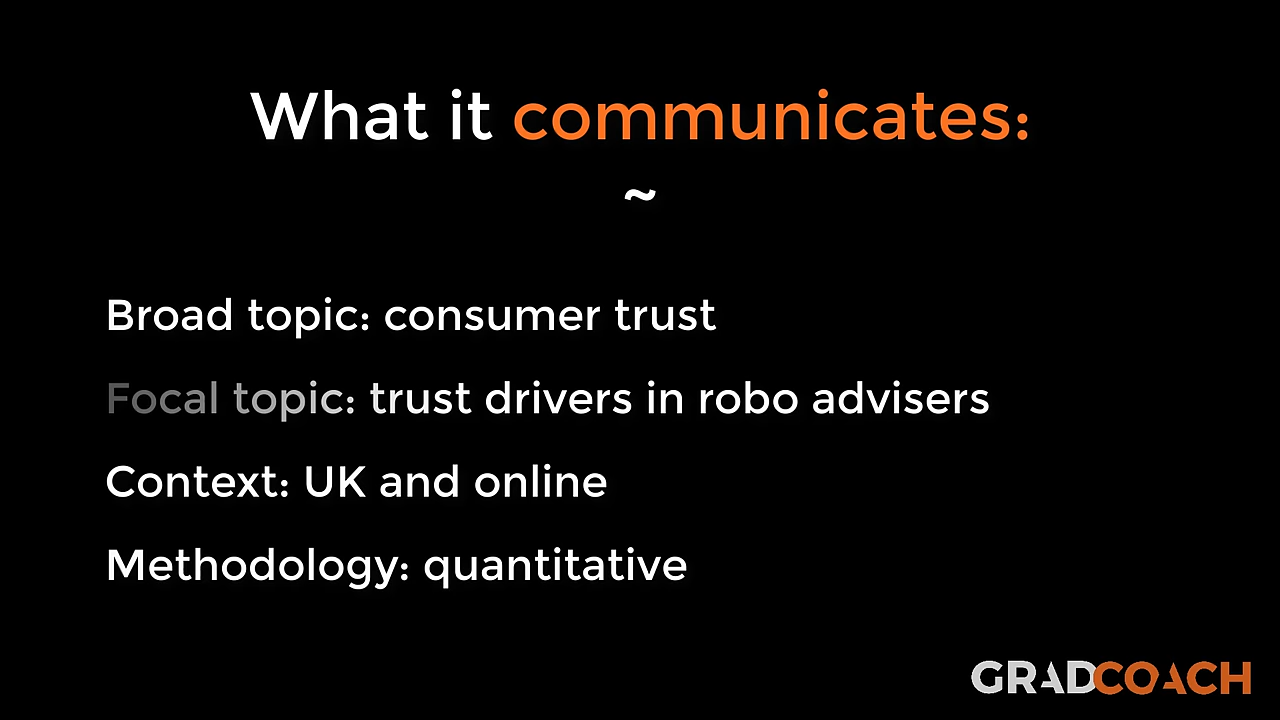 What it communicates:
~
Broad topic: consumer trust
Focal topic: trust drivers in robo advisers
Context: UK and online
Methodology: quantitative
GRADCOACH